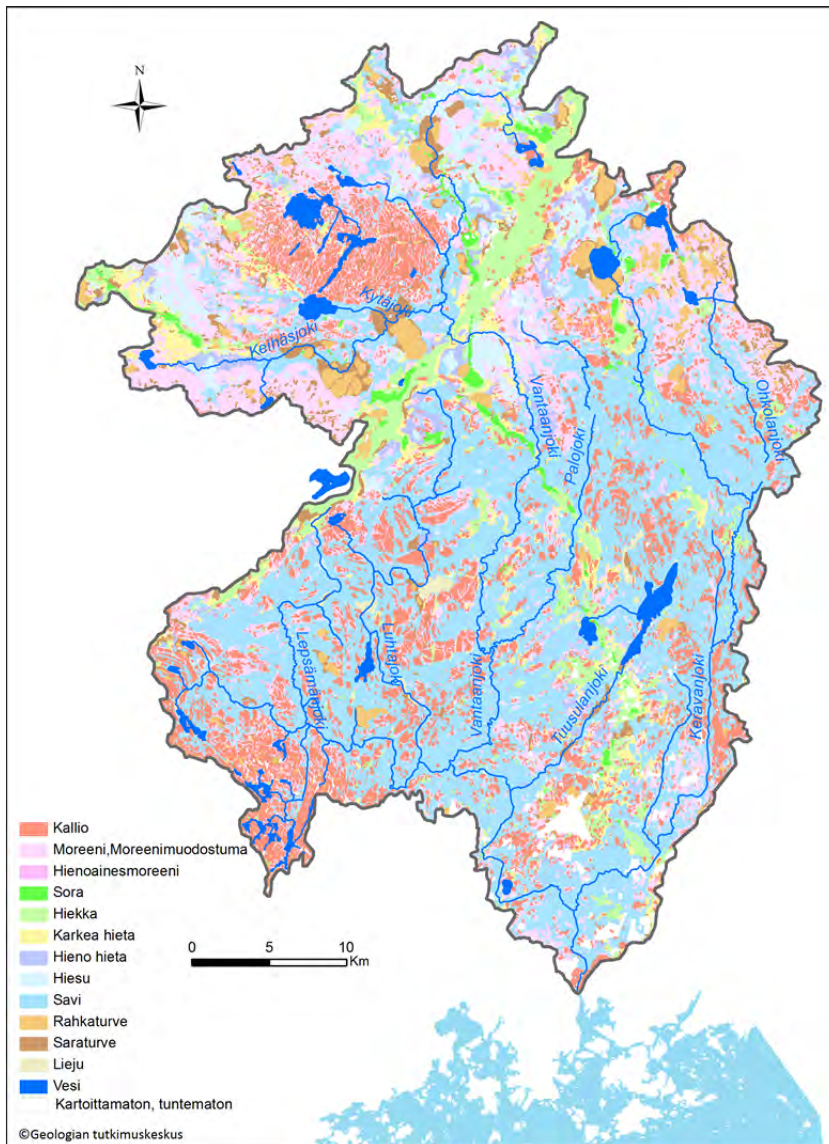 N
Kytäjoki
Keihäsjoki
Vantaanjoki
Palojoki
Ohkolanjoki
Lepsämänjoki
Luhtajoki
Vantaanjoki
Tuusulanjoki
Keravanjoki
Kallio
Moreeni,Moreenimuodostuma
Hienoainesmoreeni
Sora
Hiekka
Karkea hieta
Hieno hieta
Hiesu
Savi
Rahkaturve
Saraturve
Lieju
Vesi
Kartoittamaton, tuntematon
0 5 10
Km
©Geologian tutkimuskeskus